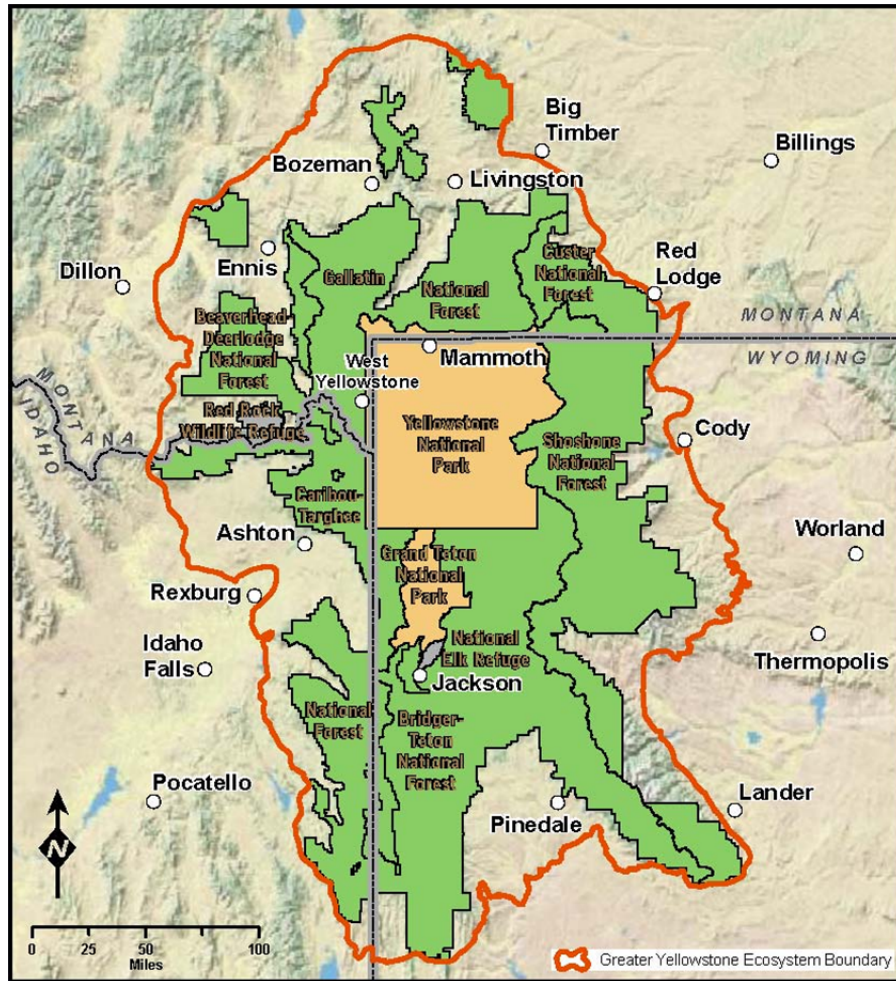 Big
Timber
Billings
Bozeman
Livingston
Ennis
Dillon
Gallatin
National
Forest
Custer
National
Forest
Red
Lodge
MONTANA
WYOMING
Beaverhead
Deerlodge
National
Forest
West
Yellowstone
Mammoth
Red Rock
Wildlife Refuge
MONTANA
IDAHO
Yellowstone
National
Park
Shoshone
National
Forest
Cody
Caribou-
Targhee
Ashton
Worland
Grand Teton
National
Park
Rexburg
Idaho
Falls
National
Elk Refuge
Thermopolis
Jackson
National
Forest
Bridger-
Teton
National
Forest
Pocatello
Pinedale
Lander
N
0 25 50 100
Miles
Greater Yellowstone Ecosystem Boundary